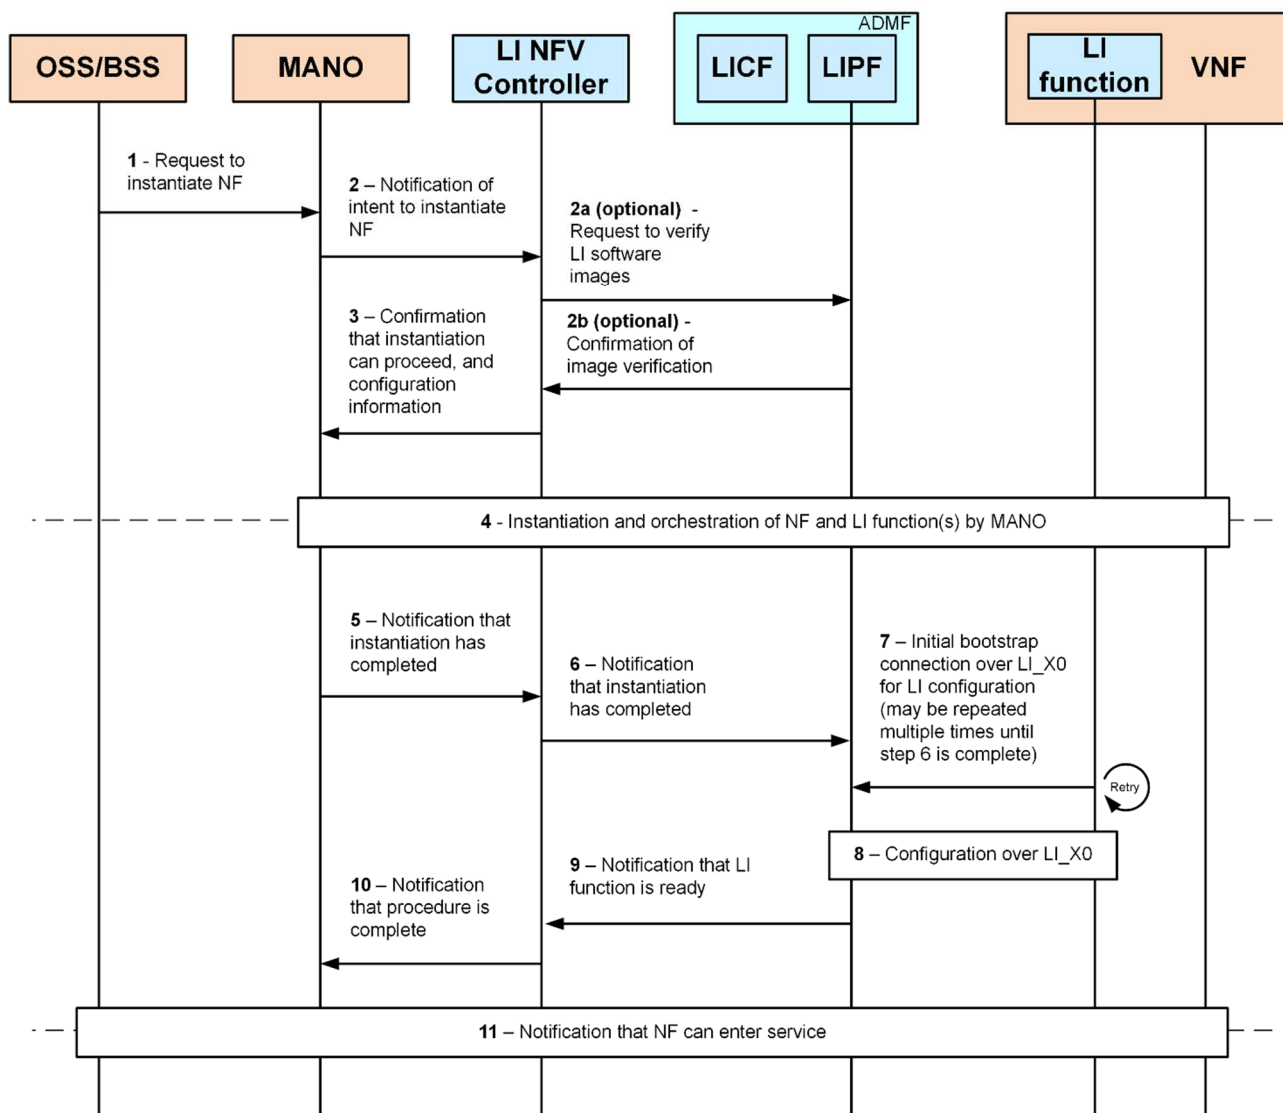 ADMF
OSS/BSS
MANO
LI NFV
Controller
LICF
LIPF
LI
function
VNF
1 - Request to
instantiate NF
2 – Notification of
intent to instantiate
NF
2a (optional) -
Request to verify
LI software
images
3 – Confirmation
that instantiation
can proceed, and
configuration
information
2b (optional) -
Confirmation of
image verification
4 - Instantiation and orchestration of NF and LI function(s) by MANO
5 – Notification that
instantiation has
completed
6 – Notification
that instantiation
has completed
7 – Initial bootstrap
connection over LI_X0
for LI configuration
(may be repeated
multiple times until
step 6 is complete)
Retry
8 – Configuration over LI_X0
9 – Notification that LI
function is ready
10 – Notification
that procedure is
complete
11 – Notification that NF can enter service